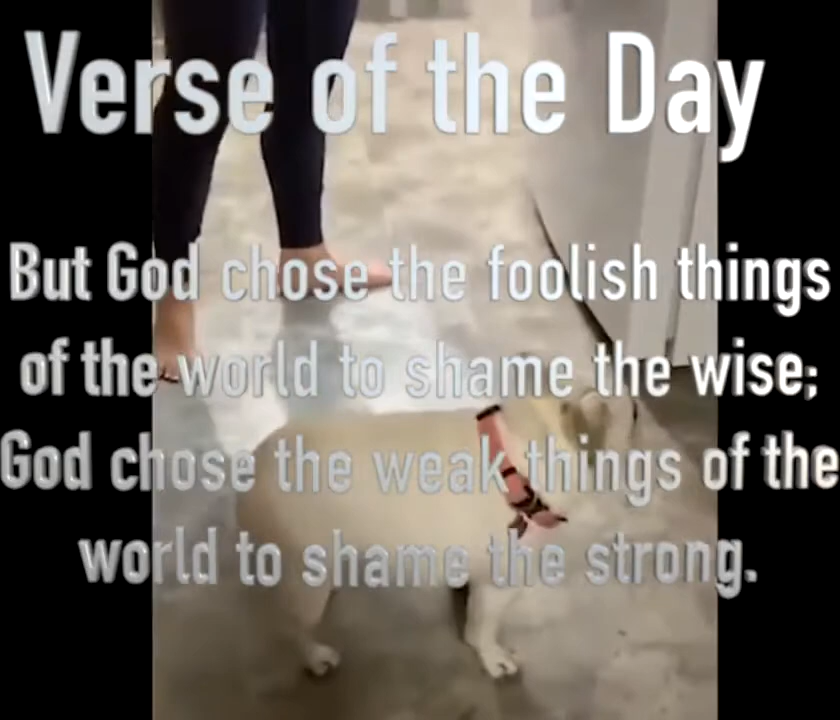 Verse of the Day
But God chose the foolish things
of the world to shame the wise;
God chose the weak things of the
world to shame the strong.